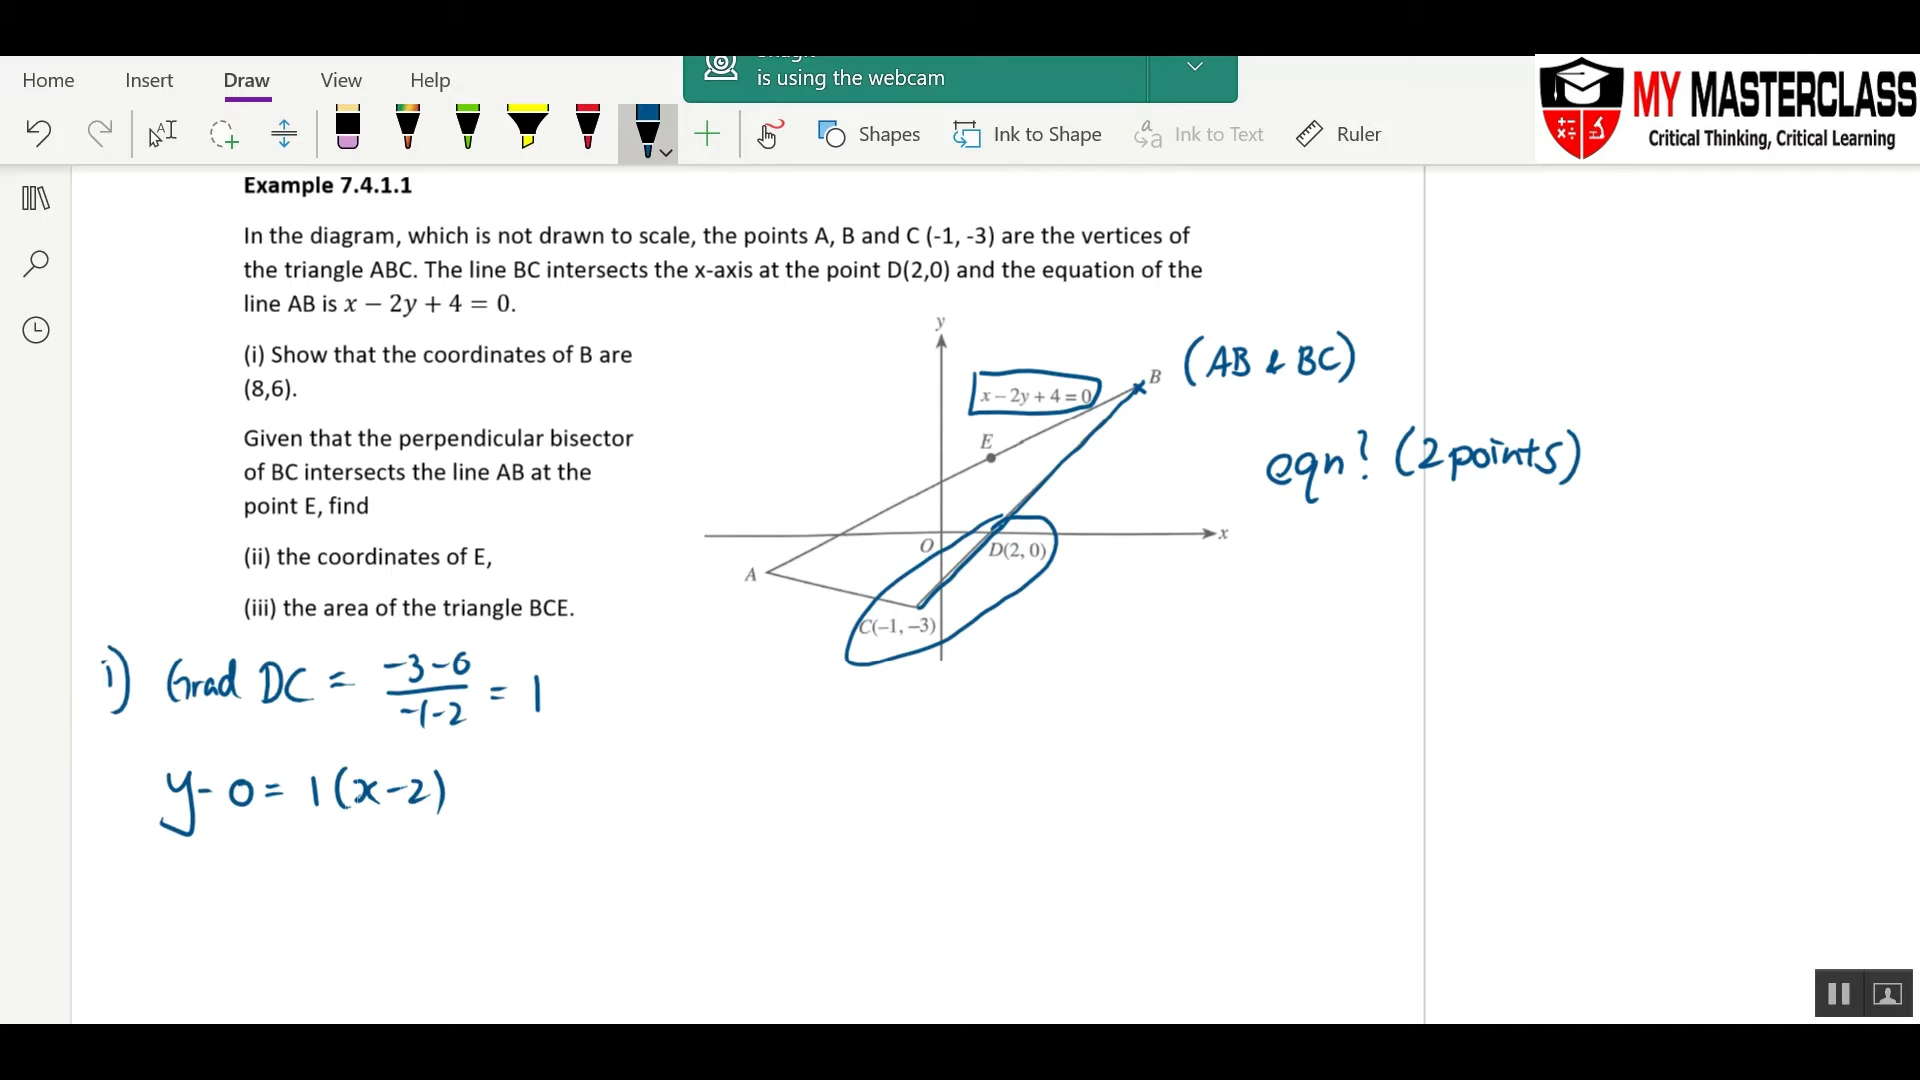 is using the webcam
Home Insert Draw View Help
Shapes Ink to Shape Ink to Text Ruler
MY MASTERCLASS
Critical Thinking, Critical Learning
Example 7.4.1.1
In the diagram, which is not drawn to scale, the points A, B and C (-1, -3) are the vertices of
the triangle ABC. The line BC intersects the x-axis at the point D(2,0) and the equation of the
line AB is x − 2y + 4 = 0.
(i) Show that the coordinates of B are
(8,6).
Given that the perpendicular bisector
of BC intersects the line AB at the
point E, find
(ii) the coordinates of E,
(iii) the area of the triangle BCE.
y
x − 2y + 4 = 0
B
(AB & BC)
E
eqn? (2 points)
O
D(2, 0)
x
A
C(−1, −3)
i) Grad DC = -3-0 / -1-2 = 1
y- 0 = 1(x-2)